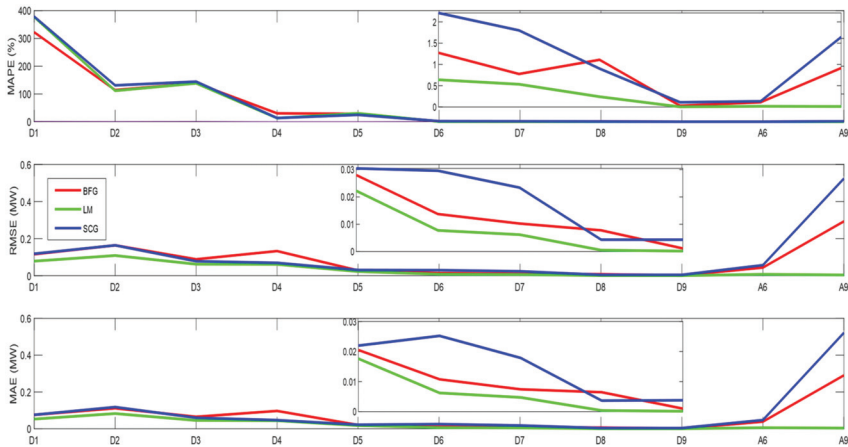 400
300
200
100
0
MAPE (%)
2
1.5
1
0.5
0
D1 D2 D3 D4 D5 D6 D7 D8 D9 A6 A9
0.6
0.4
0.2
0
RMSE (MW)
BFG
LM
SCG
0.03
0.02
0.01
0
D1 D2 D3 D4 D5 D6 D7 D8 D9 A6 A9
0.6
0.4
0.2
0
MAE (MW)
0.03
0.02
0.01
0
D1 D2 D3 D4 D5 D6 D7 D8 D9 A6 A9